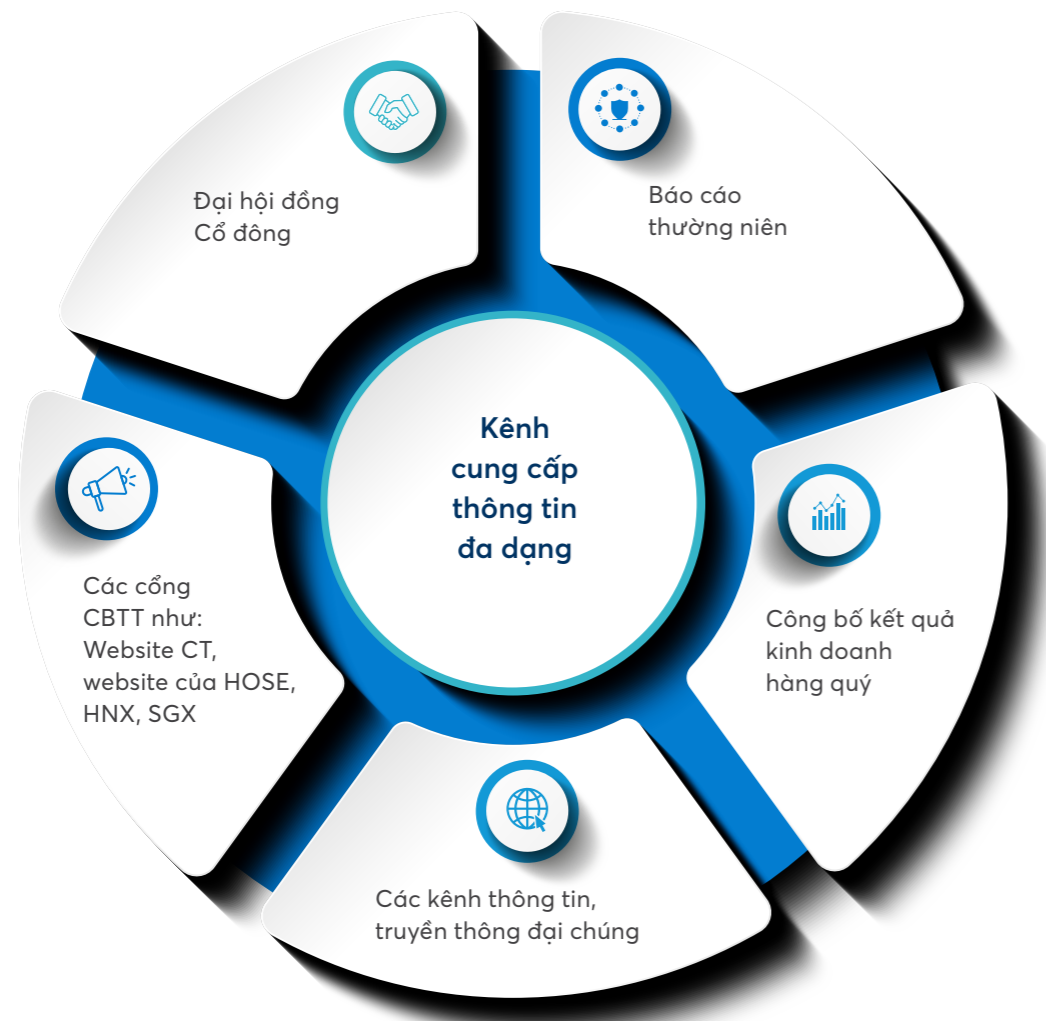 Đại hội đồng
Cổ đông
Báo cáo
thường niên
Kênh
cung cấp
thông tin
đa dạng
Các cổng
CBTT như:
Website CT,
website của HOSE,
HNX, SGX
Công bố kết quả
kinh doanh
hàng quý
Các kênh thông tin,
truyền thông đại chúng